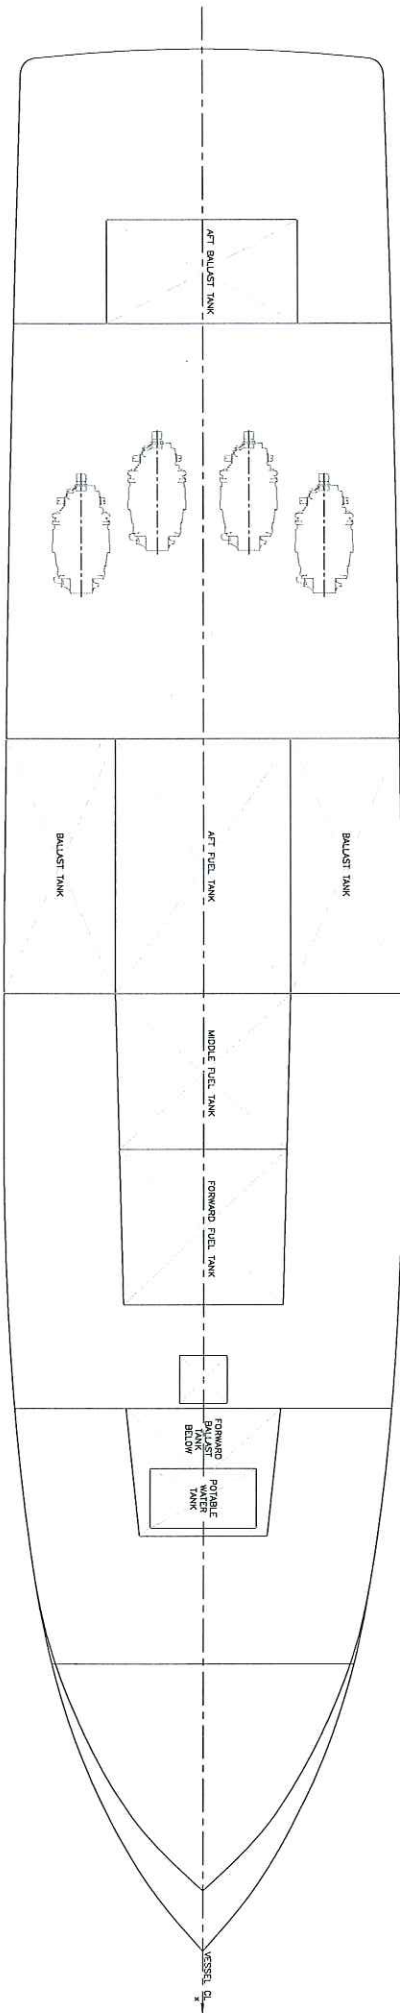 AFT BALLAST TANK
BALLAST TANK
AFT FUEL TANK
BALLAST TANK
MIDDLE FUEL TANK
FORWARD FUEL TANK
FORWARD
BALLAST
TANK
BELOW
POTABLE
WATER
TANK
VESSEL CL